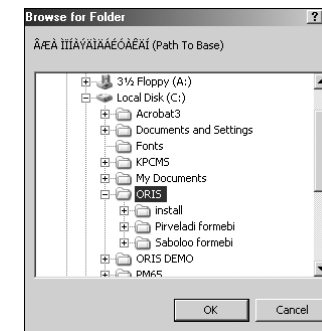 Browse for Folder
ÂÆÀ ÌÏÍÀÝÀÌÄÁÉÓÀÊÄÍ (Path To Base)
3½ Floppy (A:)
Local Disk (C:)
Acrobat3
Documents and Settings
Fonts
KPCMS
My Documents
ORIS
install
Pirveladi formebi
Saboloo formebi
ORIS DEMO
PM65
OK
Cancel